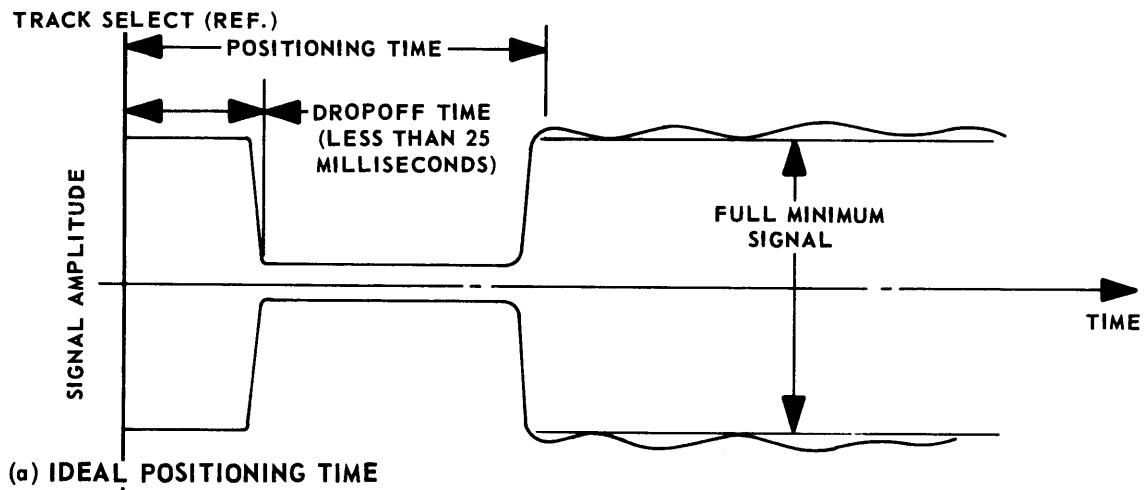 TRACK SELECT (REF.)
POSITIONING TIME
DROPOFF TIME
(LESS THAN 25
MILLISECONDS)
SIGNAL AMPLITUDE
FULL MINIMUM
SIGNAL
TIME
(a) IDEAL POSITIONING TIME